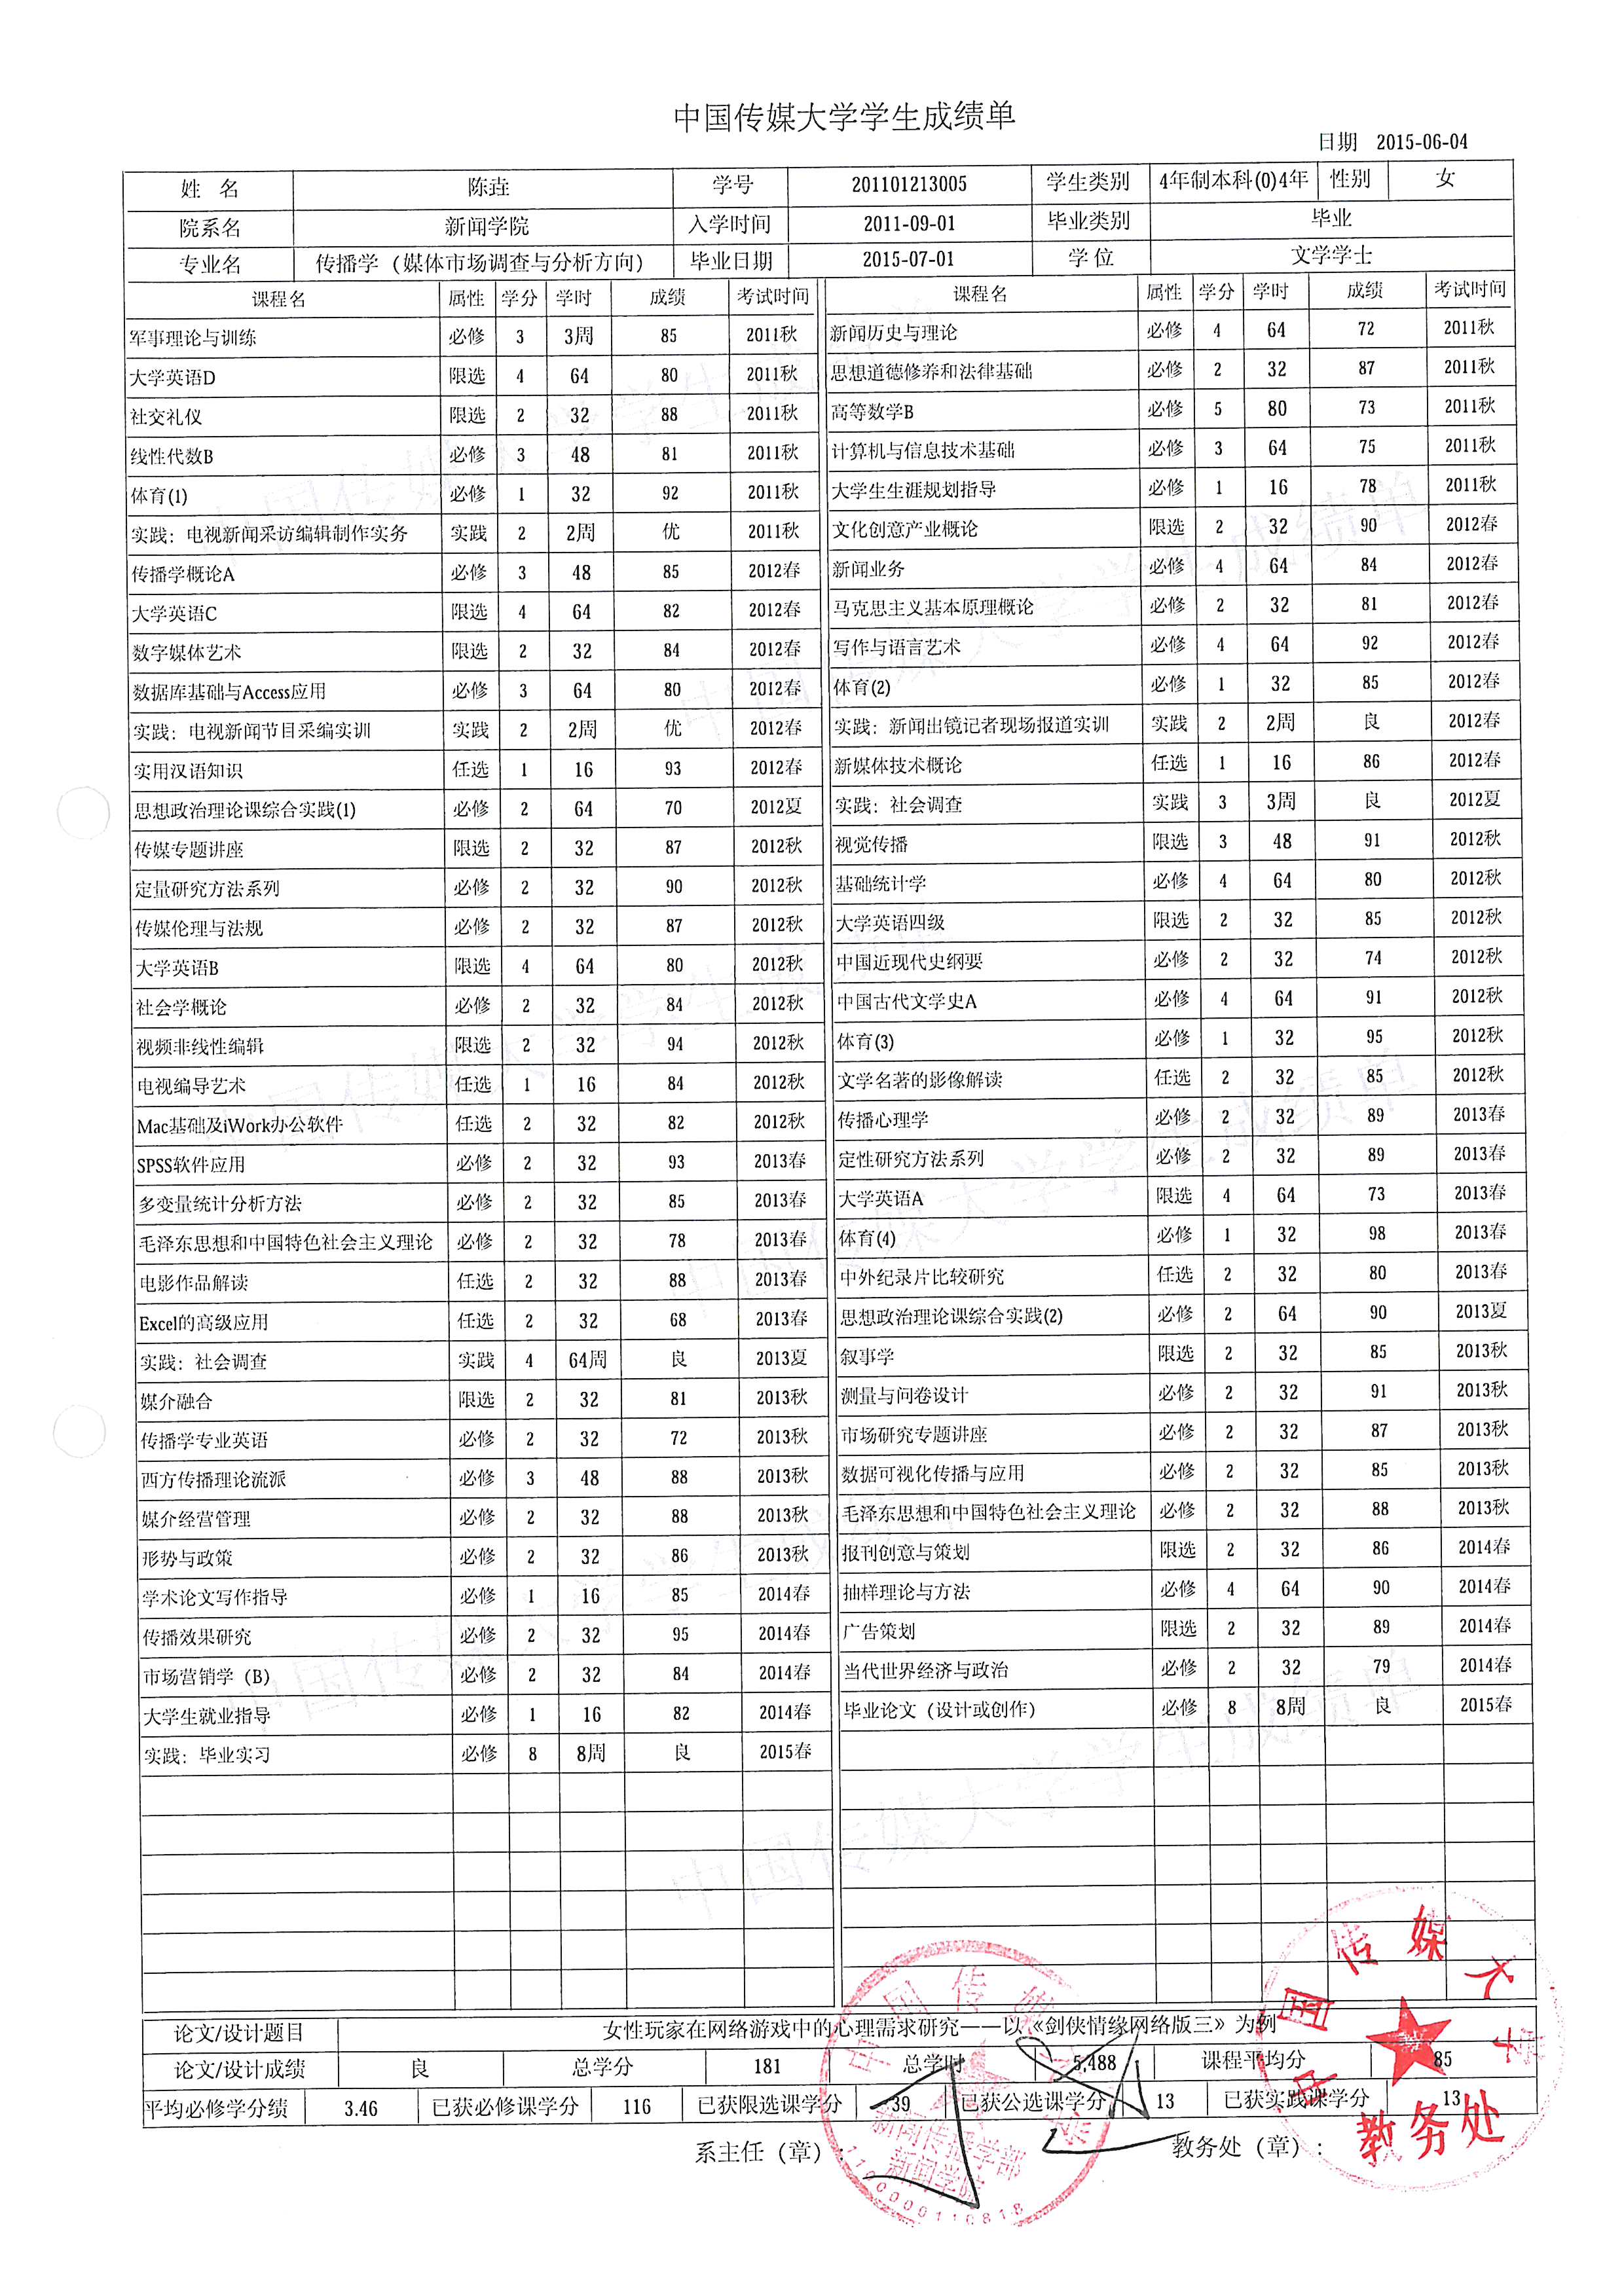 中国传媒大学学生成绩单
日期 2015-06-04
姓 名 陈垚 学号 201101213005 学生类别 4年制本科(0)4年 性别 女
院系名 新闻学院 入学时间 2011-09-01 毕业类别 毕业
专业名 传播学（媒体市场调查与分析方向） 毕业日期 2015-07-01 学 位 文学学士
课程名 属性 学分 学时 成绩 考试时间 课程名 属性 学分 学时 成绩 考试时间
军事理论与训练 必修 3 3周 85 2011秋 新闻历史与理论 必修 4 64 72 2011秋
大学英语D 限选 4 64 80 2011秋 思想道德修养和法律基础 必修 2 32 87 2011秋
社交礼仪 限选 2 32 88 2011秋 高等数学B 必修 5 80 73 2011秋
线性代数B 必修 3 48 81 2011秋 计算机与信息技术基础 必修 3 64 75 2011秋
体育(1) 必修 1 32 92 2011秋 大学生生涯规划指导 必修 1 16 78 2011秋
实践：电视新闻采访编辑制作实务 实践 2 2周 优 2011秋 文化创意产业概论 限选 2 32 90 2012春
传播学概论A 必修 3 48 85 2012春 新闻业务 必修 4 64 84 2012春
大学英语C 限选 4 64 82 2012春 马克思主义基本原理概论 必修 2 32 81 2012春
数字媒体艺术 限选 2 32 84 2012春 写作与语言艺术 必修 4 64 92 2012春
数据库基础与Access应用 必修 3 64 80 2012春 体育(2) 必修 1 32 85 2012春
实践：电视新闻节目采编实训 实践 2 2周 优 2012春 实践：新闻出镜记者现场报道实训 实践 2 2周 良 2012春
实用汉语知识 任选 1 16 93 2012春 新媒体技术概论 任选 1 16 86 2012春
思想政治理论课综合实践(1) 必修 2 64 70 2012夏 实践：社会调查 实践 3 3周 良 2012夏
传媒专题讲座 限选 2 32 87 2012秋 视觉传播 限选 3 48 91 2012秋
定量研究方法系列 必修 2 32 90 2012秋 基础统计学 必修 4 64 80 2012秋
传媒伦理与法规 必修 2 32 87 2012秋 大学英语四级 限选 2 32 85 2012秋
大学英语B 限选 4 64 80 2012秋 中国近现代史纲要 必修 2 32 74 2012秋
社会学概论 必修 2 32 84 2012秋 中国古代文学史A 必修 4 64 91 2012秋
视频非线性编辑 限选 2 32 94 2012秋 体育(3) 必修 1 32 95 2012秋
电视编导艺术 任选 1 16 84 2012秋 文学名著的影像解读 任选 2 32 85 2012秋
Mac基础及iWork办公软件 任选 2 32 82 2012秋 传播心理学 必修 2 32 89 2013春
SPSS软件应用 必修 2 32 93 2013春 定性研究方法系列 必修 2 32 89 2013春
多变量统计分析方法 必修 2 32 85 2013春 大学英语A 限选 4 64 73 2013春
毛泽东思想和中国特色社会主义理论 必修 2 32 78 2013春 体育(4) 必修 1 32 98 2013春
电影作品解读 任选 2 32 88 2013春 中外纪录片比较研究 任选 2 32 80 2013春
Excel的高级应用 任选 2 32 68 2013春 思想政治理论课综合实践(2) 必修 2 64 90 2013夏
实践：社会调查 实践 4 64周 良 2013夏 叙事学 限选 2 32 85 2013秋
媒介融合 限选 2 32 81 2013秋 测量与问卷设计 必修 2 32 91 2013秋
传播学专业英语 必修 2 32 72 2013秋 市场研究专题讲座 必修 2 32 87 2013秋
西方传播理论流派 必修 3 48 88 2013秋 数据可视化传播与应用 必修 2 32 85 2013秋
媒介经营管理 必修 2 32 88 2013秋 毛泽东思想和中国特色社会主义理论 必修 2 32 88 2013秋
形势与政策 必修 2 32 86 2013秋 报刊创意与策划 限选 2 32 86 2014春
学术论文写作指导 必修 1 16 85 2014春 抽样理论与方法 必修 4 64 90 2014春
传播效果研究 必修 2 32 95 2014春 广告策划 限选 2 32 89 2014春
市场营销学（B） 必修 2 32 84 2014春 当代世界经济与政治 必修 2 32 79 2014春
大学生就业指导 必修 1 16 82 2014春 毕业论文（设计或创作） 必修 8 8周 良 2015春
实践：毕业实习 必修 8 8周 良 2015春
论文/设计题目 女性玩家在网络游戏中的心理需求研究——以《剑侠情缘网络版三》为例
论文/设计成绩 良 总学分 181 总学时 5,488 课程平均分 85
平均必修学分绩 3.46 已获必修课学分 116 已获限选课学分 39 已获公选课学分 13 已获实践课学分 13
系主任（章）： 教务处（章）：
中国传媒大学
新闻传播学部
新闻学院
1100000110818
中国传媒大学
教务处